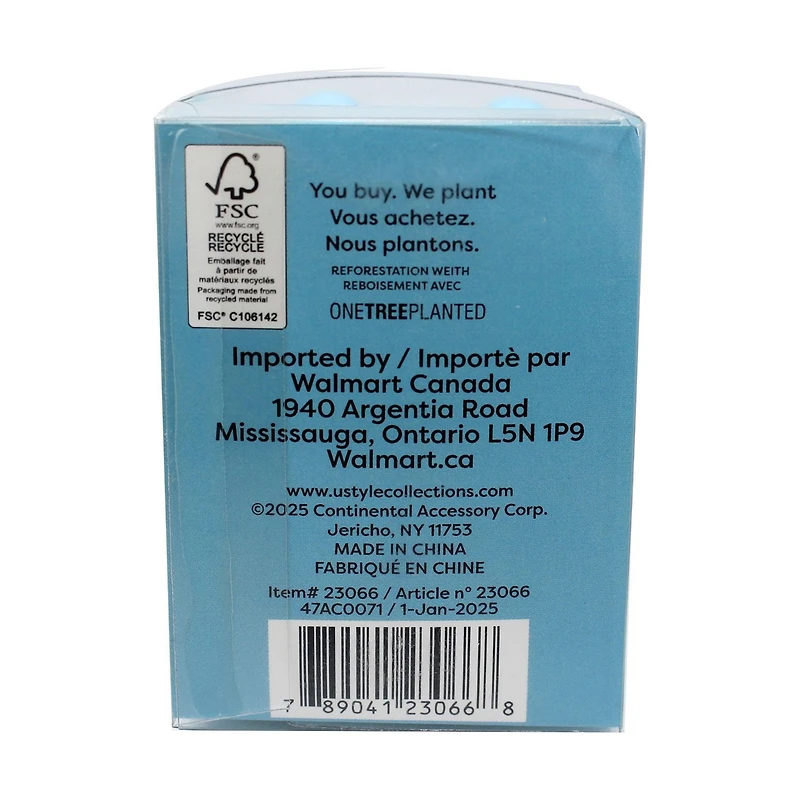 FSC®
www.fsc.org
RECYCLÉ
RECYCLE
Emballage fait
à partir de
matériaux recyclés
Packaging made from
recycled material
FSC® C106142
You buy. We plant
Vous achetez.
Nous plantons.
REFORESTATION WEITH
REBOISEMENT AVEC
ONETREEPLANTED
Imported by / Importè par
Walmart Canada
1940 Argentia Road
Mississauga, Ontario L5N 1P9
Walmart.ca
www.ustylecollections.com
©2025 Continental Accessory Corp.
Jericho, NY 11753
MADE IN CHINA
FABRIQUÉ EN CHINE
Item# 23066 / Article n° 23066
47AC0071 / 1-Jan-2025
7 89041 23066 8